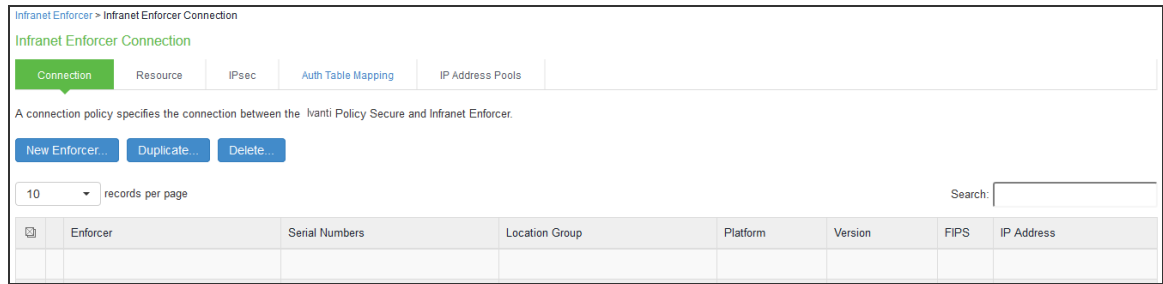 Infranet Enforcer > Infranet Enforcer Connection
Infranet Enforcer Connection
Connection Resource IPsec Auth Table Mapping IP Address Pools
A connection policy specifies the connection between the Ivanti Policy Secure and Infranet Enforcer.
New Enforcer... Duplicate... Delete...
10 records per page Search:
Enforcer Serial Numbers Location Group Platform Version FIPS IP Address